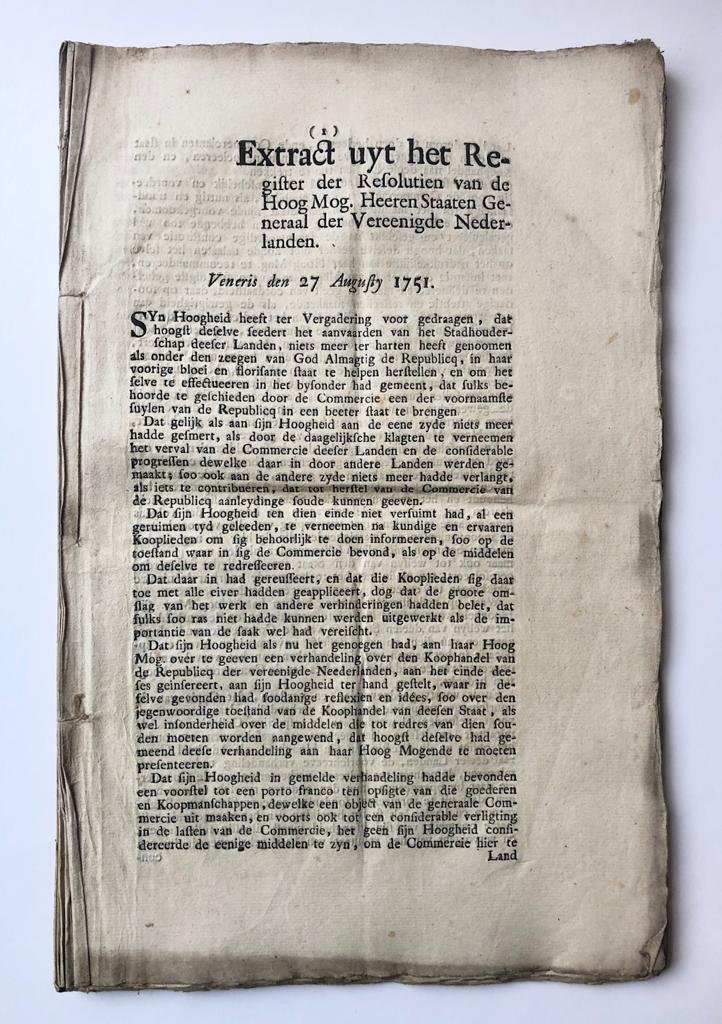 ( 1 )
Extract uyt het Re-
giſter der Reſolutien van de
Hoog Mog. Heeren Staaten Ge-
neraal der Vereenigde Neder-
landen.
Veneris den 27 Auguſty 1751.
SYn Hoogheid heeft ter Vergadering voor gedraagen, dat
hoogſt deſelve ſeedert het aanvaarden van het Stadhouder-
ſchap deeſer Landen, niets meer ter harten heeft genoomen
als onder den zeegen van God Almagtig de Republicq, in haar
voorige bloei en floriſante ſtaat te helpen herſtellen, en om het
ſelve te effectueeren in het byſonder had gemeent, dat ſulks be-
hoorde te geſchieden door de Commercie een der voornaamſte
ſuylen van de Republicq in een beeter ſtaat te brengen
Dat gelijk als aan ſijn Hoogheid aan de eene zyde niets meer
hadde geſmert, als door de daagelijkſche klagten te verneemen
het verval van de Commercie deeſer Landen en de conſiderable
progreſſen dewelke daar in door andere Landen werden ge-
maakt; ſoo ook aan de andere zyde niets meer hadde verlangt,
als iets te contribueeren, dat tot herſtel van de Commercie van
de Republicq aanleydinge ſoude kunnen geeven.
Dat ſijn Hoogheid ten dien einde niet verſuimt had, al een
geruimen tyd geleeden, te verneemen na kundige en ervaaren
Kooplieden om ſig behoorlijk te doen informeeren, ſoo op de
toeſtand waar in ſig de Commercie bevond, als op de middelen
om deſelve te redreſſeeren.
Dat daar in had gereuſſeert, en dat die Kooplieden ſig daar
toe met alle eiver hadden geappliceert, dog dat de groote om-
ſlag van het werk en andere verhinderingen hadden belet, dat
ſulks ſoo ras niet hadde kunnen werden uitgewerkt als de im-
portantie van de ſaak wel had vereiſcht.
Dat ſijn Hoogheid als nu het genoegen had, aan haar Hoog
Mog. over te geeven een verhandeling over den Koophandel van
de Republicq der vereenigde Neederlanden, aan het einde dee-
ſes geinſereert, aan ſijn Hoogheid ter hand geſtelt, waar in de-
ſelve gevonden had ſoodanige reflexien en idées, ſoo over den
jegenwoordige toeſtand van de Koophandel van deeſen Staat, als
wel inſonderheid over de middelen die tot redres van dien ſou-
den moeten worden aangewend, dat hoogſt deſelve had ge-
meend deeſe verhandeling aan haar Hoog Mogende te moeten
preſenteeren.
Dat ſijn Hoogheid in gemelde verhandeling hadde bevonden
een voorſtel tot een porto franco ten opſigte van die goederen
en Koopmanſchappen, dewelke een object van de generaale Com-
mercie uit maaken, en voorts ook tot een conſiderable verligting
in de laſten van de Commercie, het geen ſijn Hoogheid conſi-
dereerde de eenige middelen te zyn, om de Commercie hier te
Land